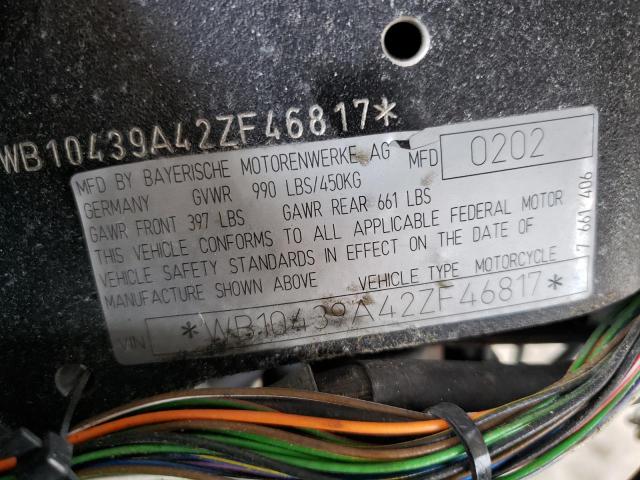 WB10439A42ZF46817*
MFD BY BAYERISCHE MOTORENWERKE AG MFD 0202
GERMANY GVWR 990 LBS/450KG
GAWR FRONT 397 LBS GAWR REAR 661 LBS
THIS VEHICLE CONFORMS TO ALL APPLICABLE FEDERAL MOTOR
VEHICLE SAFETY STANDARDS IN EFFECT ON THE DATE OF
MANUFACTURE SHOWN ABOVE VEHICLE TYPE MOTORCYCLE
VIN *WB10439A42ZF46817*
7 661 406